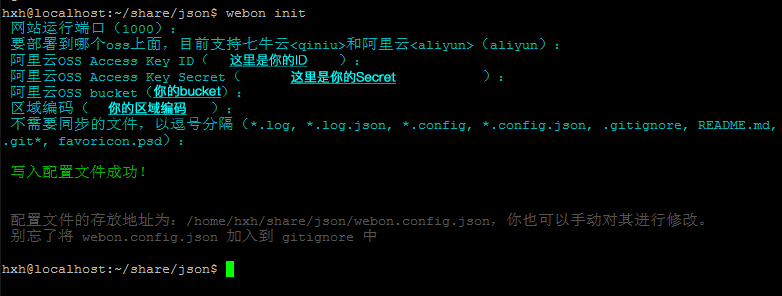 hxh@localhost:~/share/json$ webon init
网站运行端口（1000）：
要部署到哪个oss上面，目前支持七牛云<qiniu>和阿里云<aliyun>（aliyun）：
阿里云OSS Access Key ID（ 这里是你的ID ）：
阿里云OSS Access Key Secret（ 这里是你的Secret ）：
阿里云OSS bucket（你的bucket）：
区域编码（ 你的区域编码 ）：
不需要同步的文件，以逗号分隔（*.log, *.log.json, *.config, *.config.json, .gitignore, README.md,
.git*, favoricon.psd）：
写入配置文件成功！
配置文件的存放地址为：/home/hxh/share/json/webon.config.json，你也可以手动对其进行修改。
别忘了将 webon.config.json 加入到 gitignore 中
hxh@localhost:~/share/json$